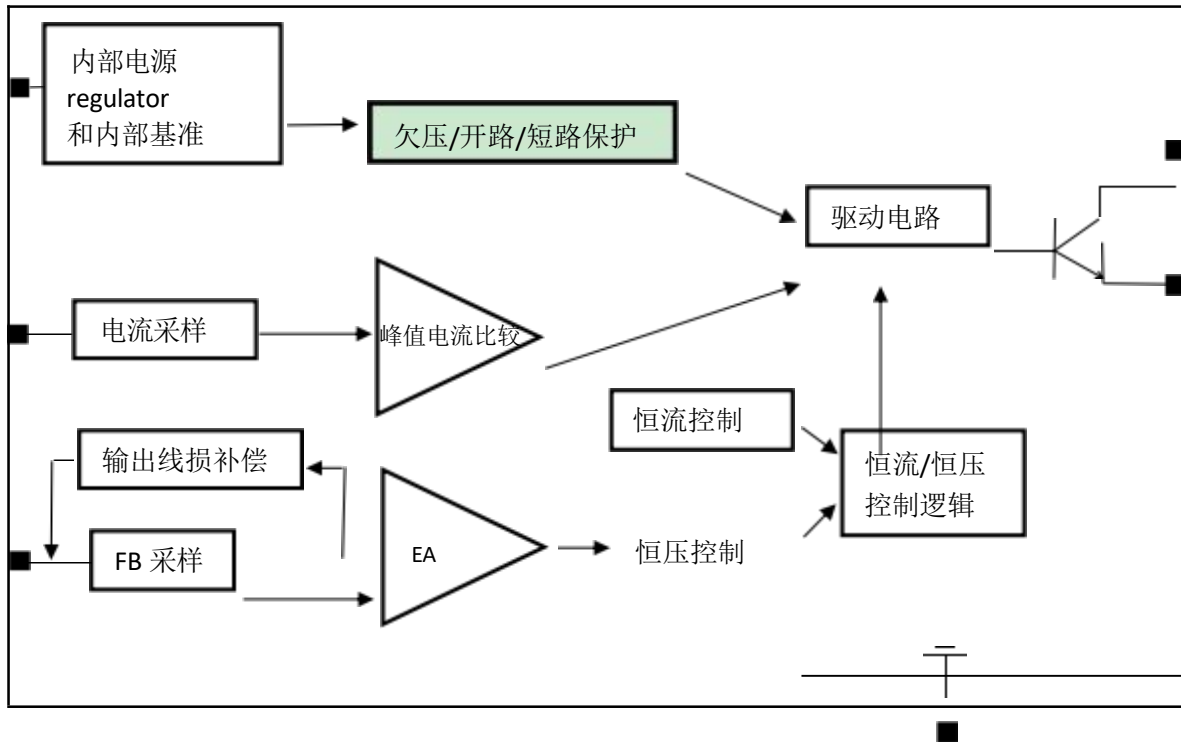 内部电源
regulator
和内部基准
欠压/开路/短路保护
驱动电路
电流采样
峰值电流比较
恒流控制
输出线损补偿
恒流/恒压
控制逻辑
FB 采样
EA
恒压控制